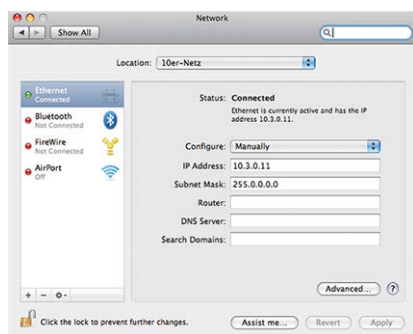 Network
Show All
Location: 10er-Netz
Ethernet
Connected
Bluetooth
Not Connected
FireWire
Not Connected
AirPort
Off
Status: Connected
Ethernet is currently active and has the IP
address 10.3.0.11.
Configure: Manually
IP Address: 10.3.0.11
Subnet Mask: 255.0.0.0
Router:
DNS Server:
Search Domains:
Advanced... ?
Click the lock to prevent further changes.
Assist me... Revert Apply